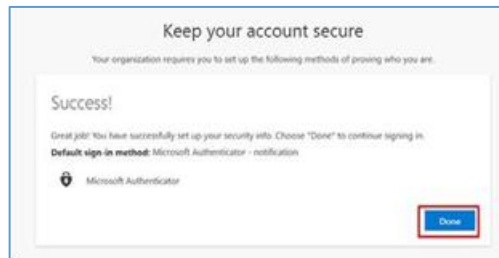 Keep your account secure
Your organization requires you to set up the following methods of proving who you are.
Success!
Great job! You have successfully set up your security info. Choose "Done" to continue signing in.
Default sign-in method: Microsoft Authenticator - notification
Microsoft Authenticator
Done